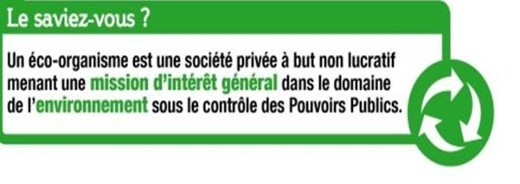 Le saviez-vous ?
Un éco-organisme est une société privée à but non lucratif
menant une mission d'intérêt général dans le domaine
de l'environnement sous le contrôle des Pouvoirs Publics.